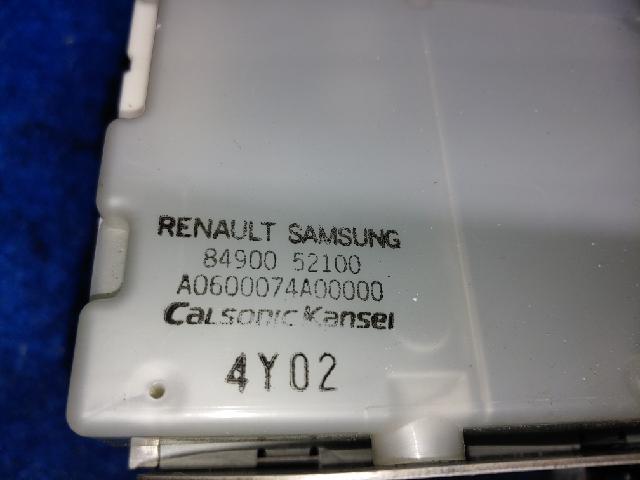 RENAULT SAMSUNG
84900 52100
A0600074A00000
Calsonic Kansei
4Y02